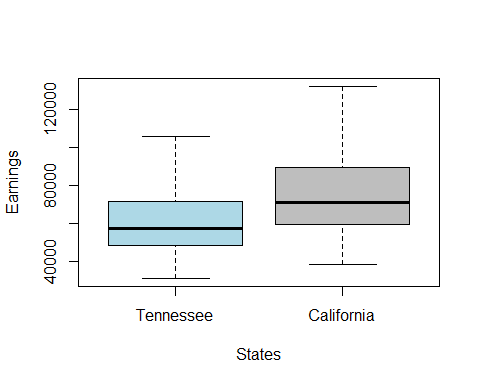 Earnings
120000
80000
40000
Tennessee California
States